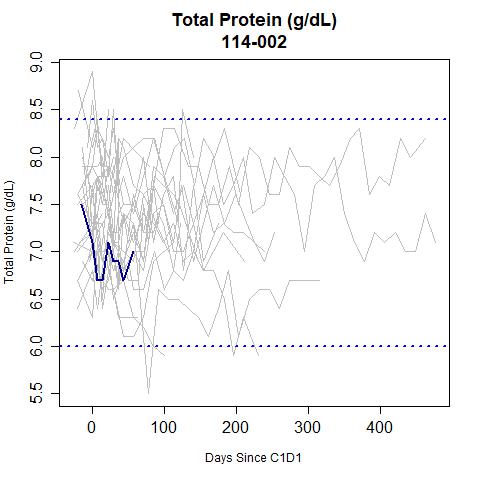 Total Protein (g/dL)
114-002
Total Protein (g/dL)
9.0
8.5
8.0
7.5
7.0
6.5
6.0
5.5
0 100 200 300 400
Days Since C1D1